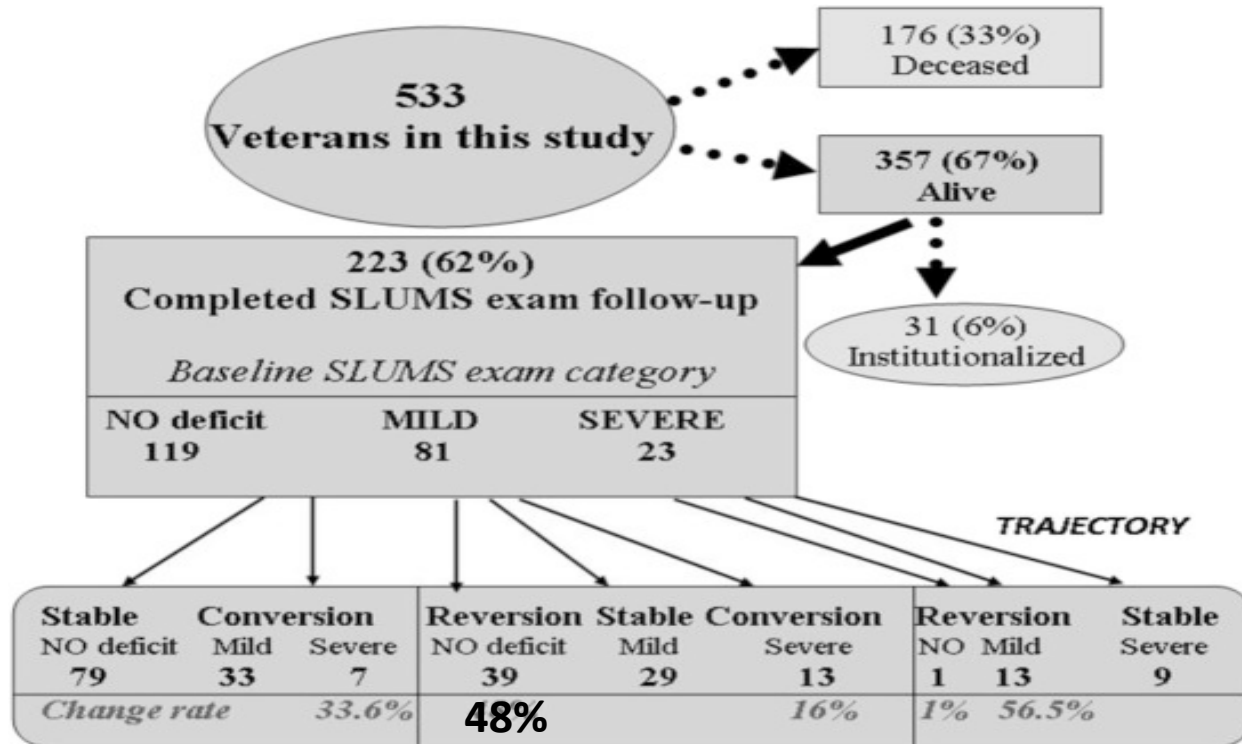 176 (33%)
Deceased
533
Veterans in this study
357 (67%)
Alive
223 (62%)
Completed SLUMS exam follow-up
31 (6%)
Institutionalized
Baseline SLUMS exam category
NO deficit MILD SEVERE
119 81 23
TRAJECTORY
Stable Conversion Reversion Stable Conversion Reversion Stable
NO deficit Mild Severe NO deficit Mild Severe NO Mild Severe
79 33 7 39 29 13 1 13 9
Change rate 33.6% 48% 16% 1% 56.5%